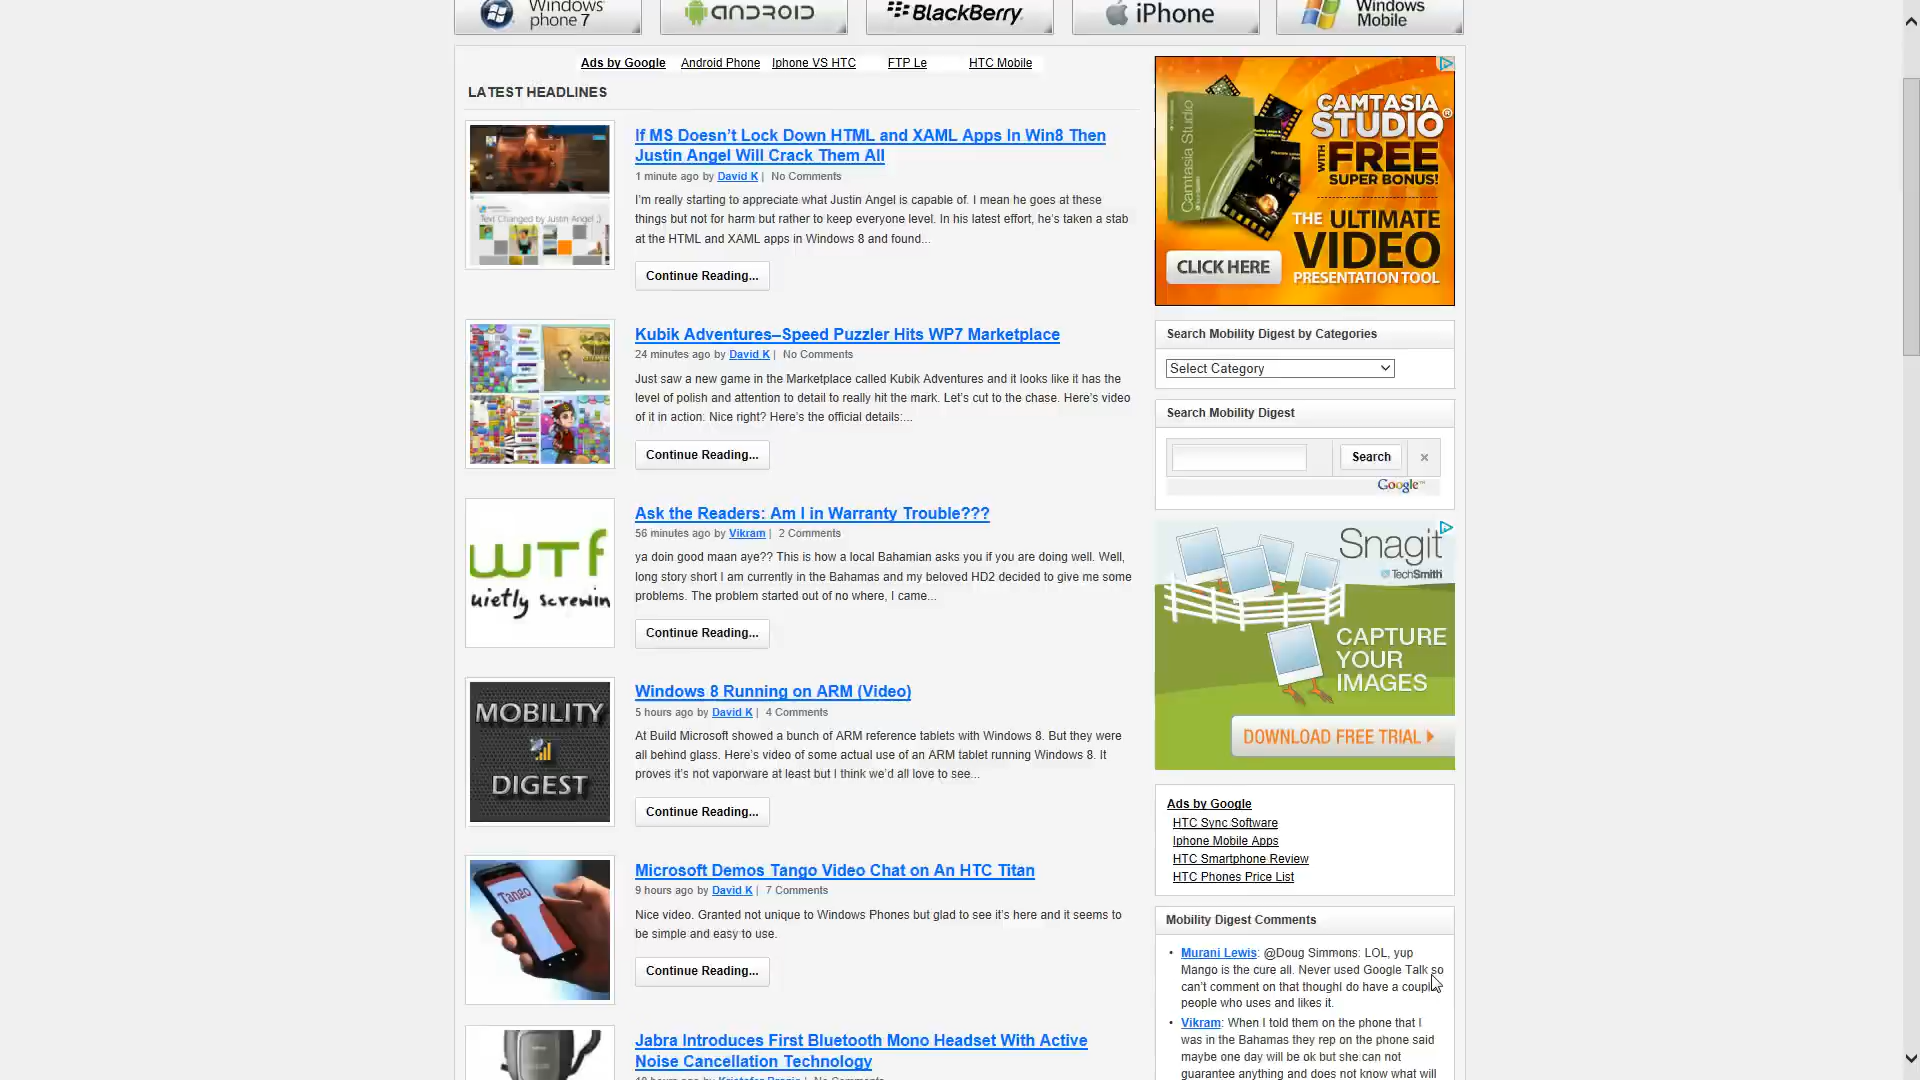 Windows phone 7
ANDROID
BlackBerry
iPhone
Windows Mobile
Ads by Google Android Phone Iphone VS HTC FTP Le HTC Mobile
LATEST HEADLINES
If MS Doesn’t Lock Down HTML and XAML Apps In Win8 Then
Justin Angel Will Crack Them All
1 minute ago by David K | No Comments
I’m really starting to appreciate what Justin Angel is capable of. I mean he goes at these
things but not for harm but rather to keep everyone level. In his latest effort, he’s taken a stab
at the HTML and XAML apps in Windows 8 and found...
Continue Reading...
Text Changed by Justin Angel ;)
Kubik Adventures–Speed Puzzler Hits WP7 Marketplace
24 minutes ago by David K | No Comments
Just saw a new game in the Marketplace called Kubik Adventures and it looks like it has the
level of polish and attention to detail to really hit the mark. Let’s cut to the chase. Here’s video
of it in action: Nice right? Here’s the official details:...
Continue Reading...
WTF
uietly screwin
Ask the Readers: Am I in Warranty Trouble???
56 minutes ago by Vikram | 2 Comments
ya doin good maan aye?? This is how a local Bahamian asks you if you are doing well. Well,
long story short I am currently in the Bahamas and my beloved HD2 decided to give me some
problems. The problem started out of no where, I came...
Continue Reading...
MOBILITY
DIGEST
Windows 8 Running on ARM (Video)
5 hours ago by David K | 4 Comments
At Build Microsoft showed a bunch of ARM reference tablets with Windows 8. But they were
all behind glass. Here’s video of some actual use of an ARM tablet running Windows 8. It
proves it’s not vaporware at least but I think we’d all love to see...
Continue Reading...
Tango
Microsoft Demos Tango Video Chat on An HTC Titan
9 hours ago by David K | 7 Comments
Nice video. Granted not unique to Windows Phones but glad to see it’s here and it seems to
be simple and easy to use.
Continue Reading...
Jabra Introduces First Bluetooth Mono Headset With Active
Noise Cancellation Technology
Camtasia Studio
CAMTASIA
STUDIO®
WITH FREE
SUPER BONUS!
THE ULTIMATE
VIDEO
PRESENTATION TOOL
CLICK HERE
Search Mobility Digest by Categories
Select Category
Search Mobility Digest
Search ×
Google™
Snagit
TechSmith
CAPTURE
YOUR
IMAGES
DOWNLOAD FREE TRIAL
Ads by Google
HTC Sync Software
Iphone Mobile Apps
HTC Smartphone Review
HTC Phones Price List
Mobility Digest Comments
• Murani Lewis: @Doug Simmons: LOL, yup
Mango is the cure all. Never used Google Talk so
can’t comment on that thoughI do have a couple
people who uses and likes it.
• Vikram: When I told them on the phone that I
was in the Bahamas they rep on the phone said
maybe one day will be ok but she can not
guarantee anything and does not know what will